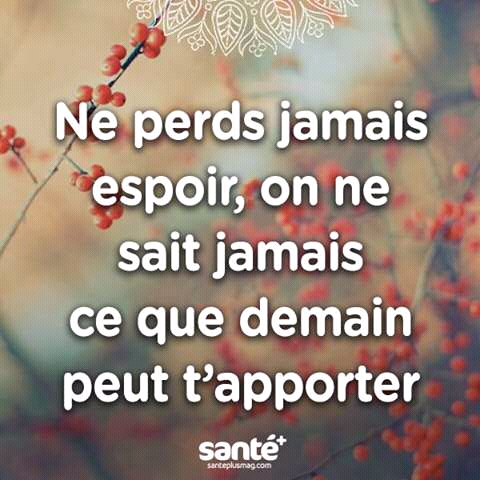 Ne perds jamais
espoir, on ne
sait jamais
ce que demain
peut t’apporter
santé+
santeplusmag.com